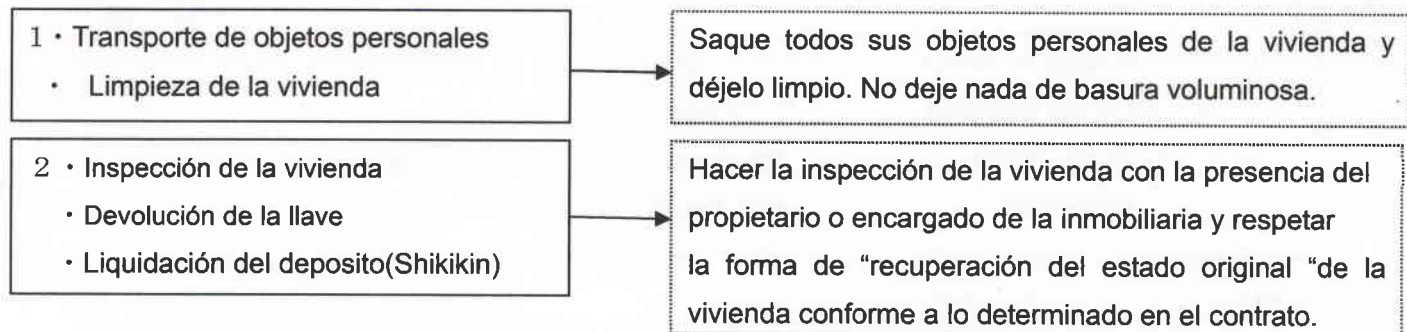 1・Transporte de objetos personales
・ Limpieza de la vivienda
Saque todos sus objetos personales de la vivienda y
déjelo limpio. No deje nada de basura voluminosa.
2・Inspección de la vivienda
・Devolución de la llave
・Liquidación del deposito(Shikikin)
Hacer la inspección de la vivienda con la presencia del
propietario o encargado de la inmobiliaria y respetar
la forma de “recuperación del estado original “de la
vivienda conforme a lo determinado en el contrato.